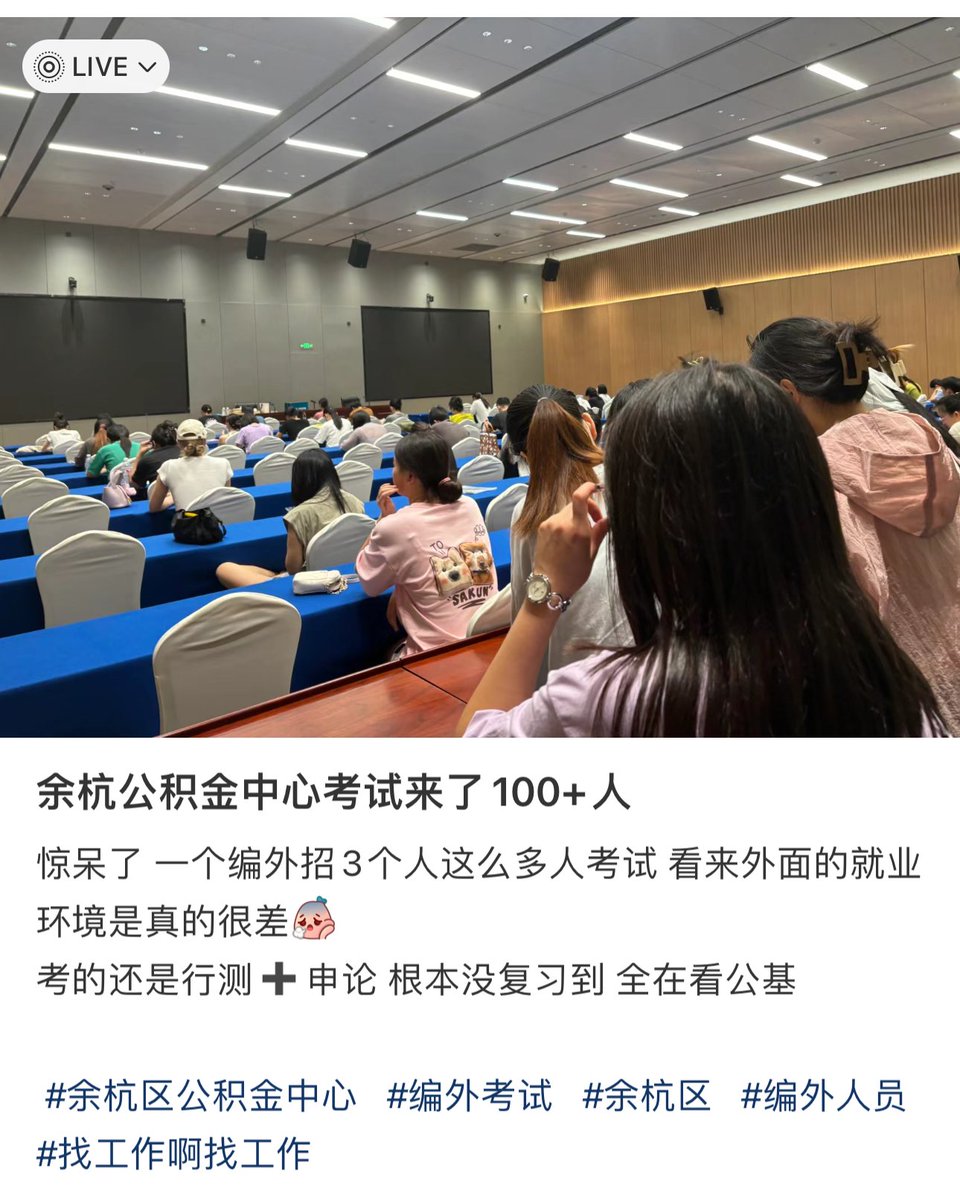 LIVE
TO
SAKUN
余杭公积金中心考试来了100+人
惊呆了 一个编外招3个人这么多人考试 看来外面的就业
环境是真的很差
考的还是行测➕申论 根本没复习到 全在看公基
#余杭区公积金中心 #编外考试 #余杭区 #编外人员
#找工作啊找工作